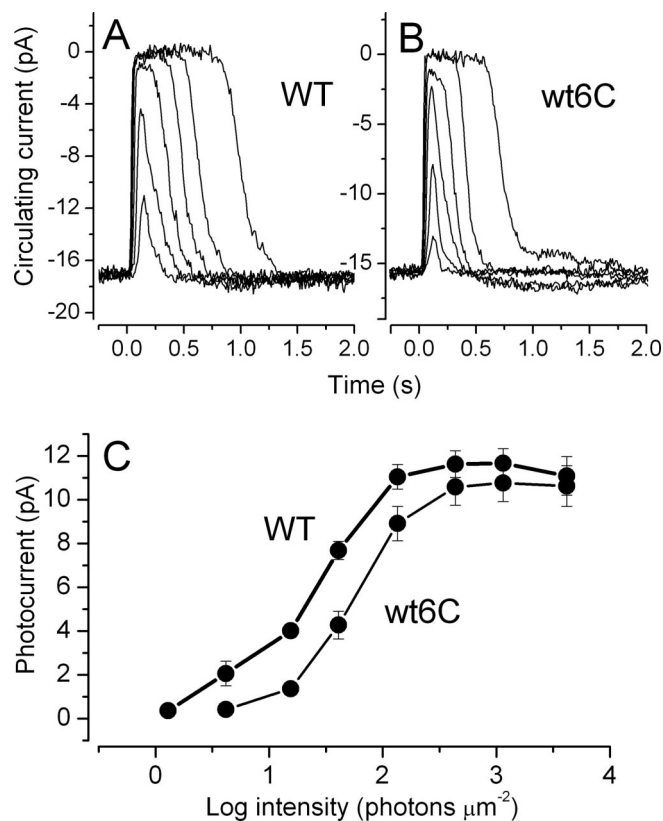 A
WT
B
wt6C
Circulating current (pA)
0
-4
-8
-12
-16
-20
0
-5
-10
-15
0.0 0.5 1.0 1.5 2.0
0.0 0.5 1.0 1.5 2.0
Time (s)
C
WT
wt6C
Photocurrent (pA)
12
10
8
6
4
2
0
0 1 2 3 4
Log intensity (photons μm⁻²)